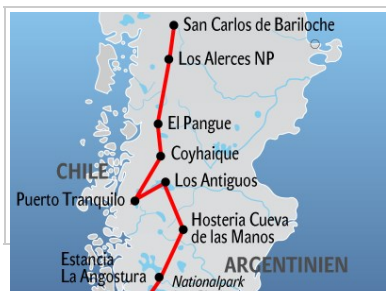 San Carlos de Bariloche
Los Alerces NP
El Pangue
Coyhaique
CHILE
Los Antiguos
Puerto Tranquilo
Hosteria Cueva
de las Manos
Estancia
La Angostura
ARGENTINIEN
Nationalpark